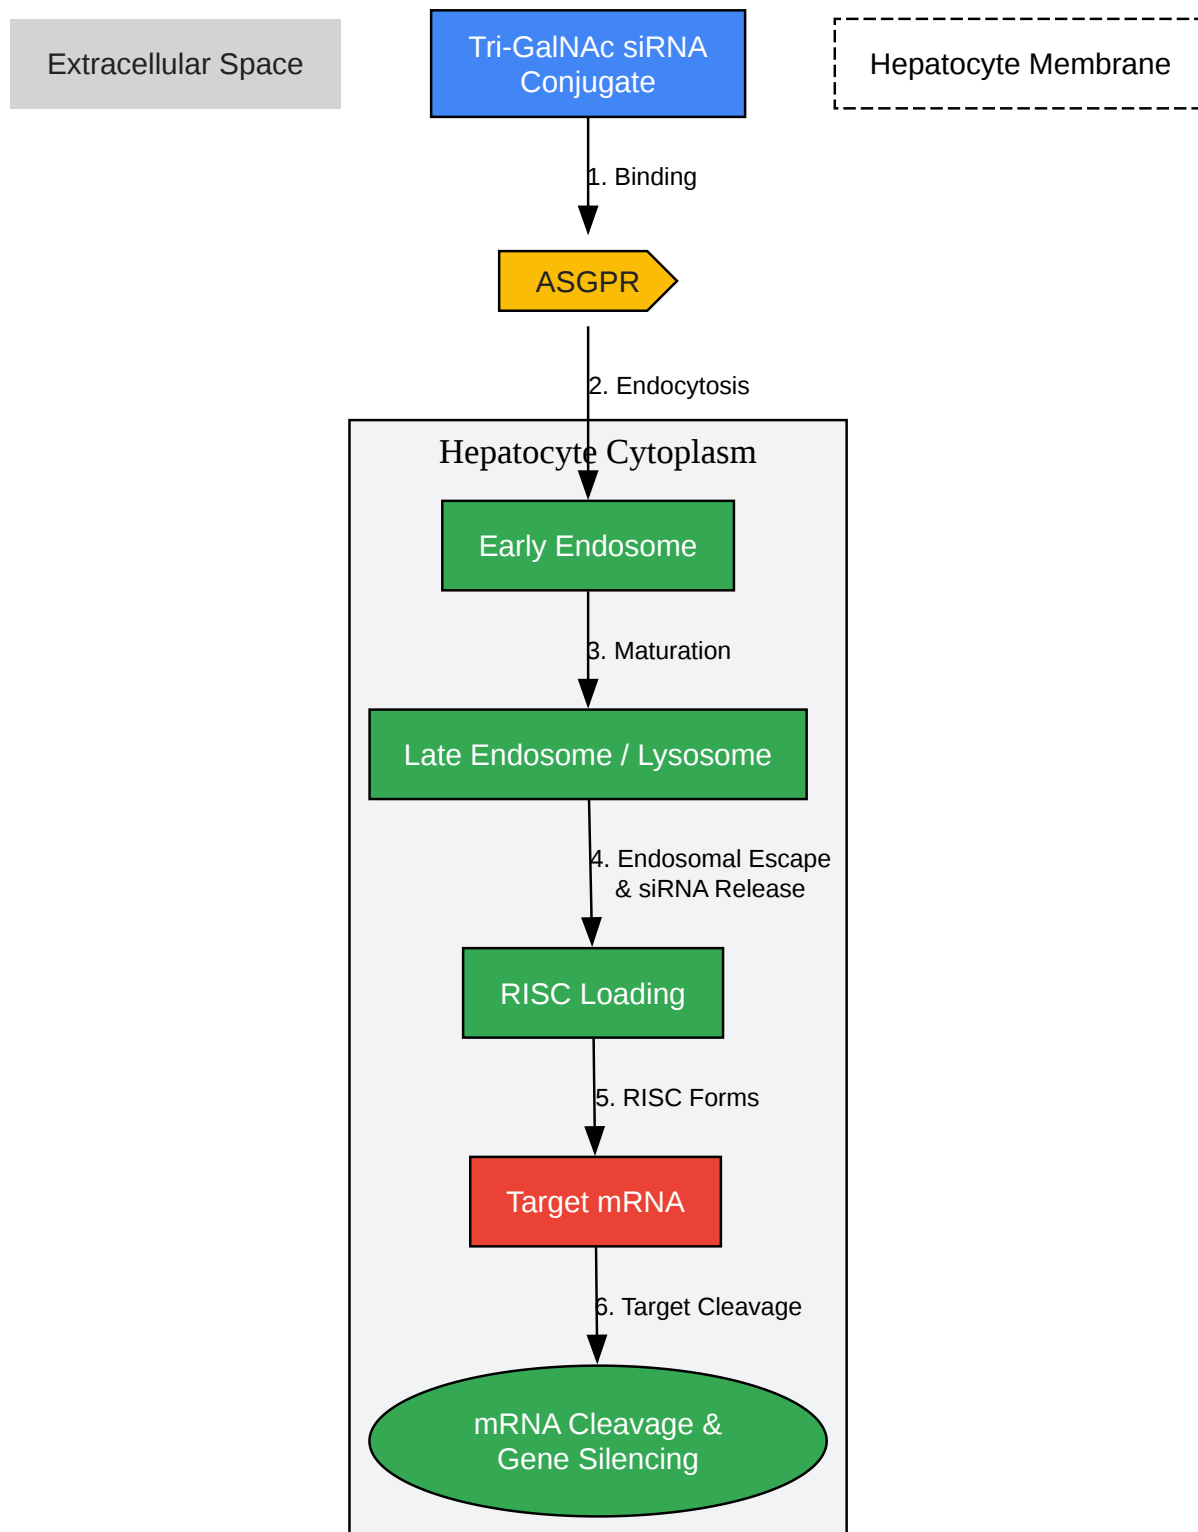 Extracellular Space
Tri-GalNAc siRNA
Conjugate
Hepatocyte Membrane
1. Binding
ASGPR
2. Endocytosis
Hepatocyte Cytoplasm
Early Endosome
3. Maturation
Late Endosome / Lysosome
4. Endosomal Escape
& siRNA Release
RISC Loading
5. RISC Forms
Target mRNA
6. Target Cleavage
mRNA Cleavage &
Gene Silencing